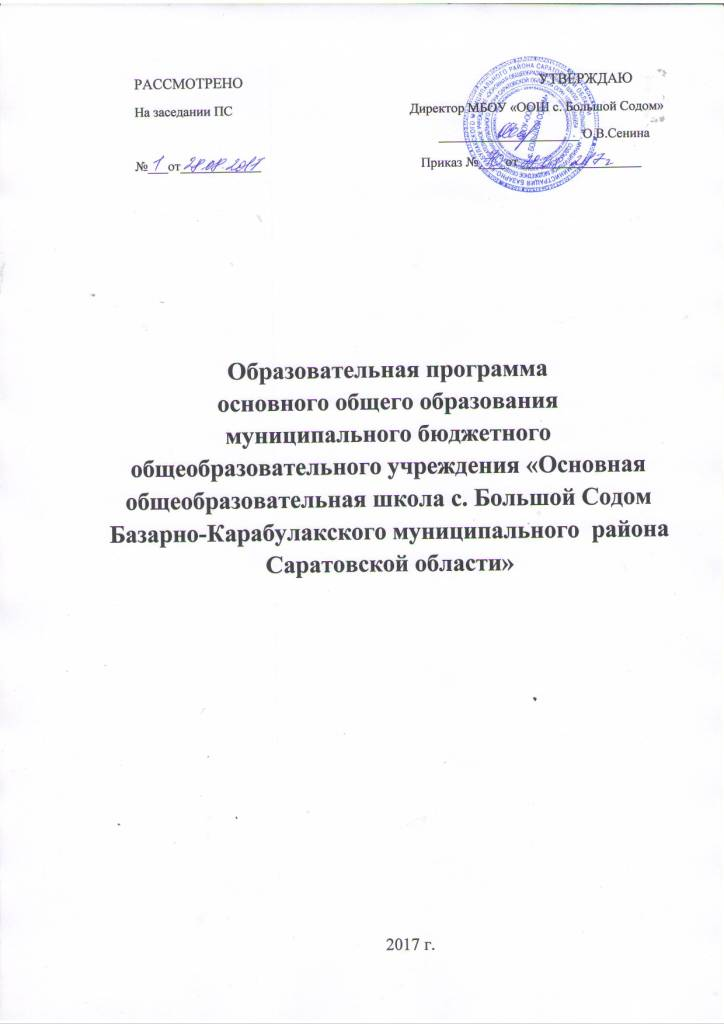 РАССМОТРЕНО
На заседании ПС
№ 1 от 28.08.2017
УТВЕРЖДАЮ
Директор МБОУ «ООШ с. Большой Содом»
О.В.Сенина
Приказ № от 2017 г
Образовательная программа
основного общего образования
муниципального бюджетного
общеобразовательного учреждения «Основная
общеобразовательная школа с. Большой Содом
Базарно-Карабулакского муниципального района
Саратовской области»
2017 г.